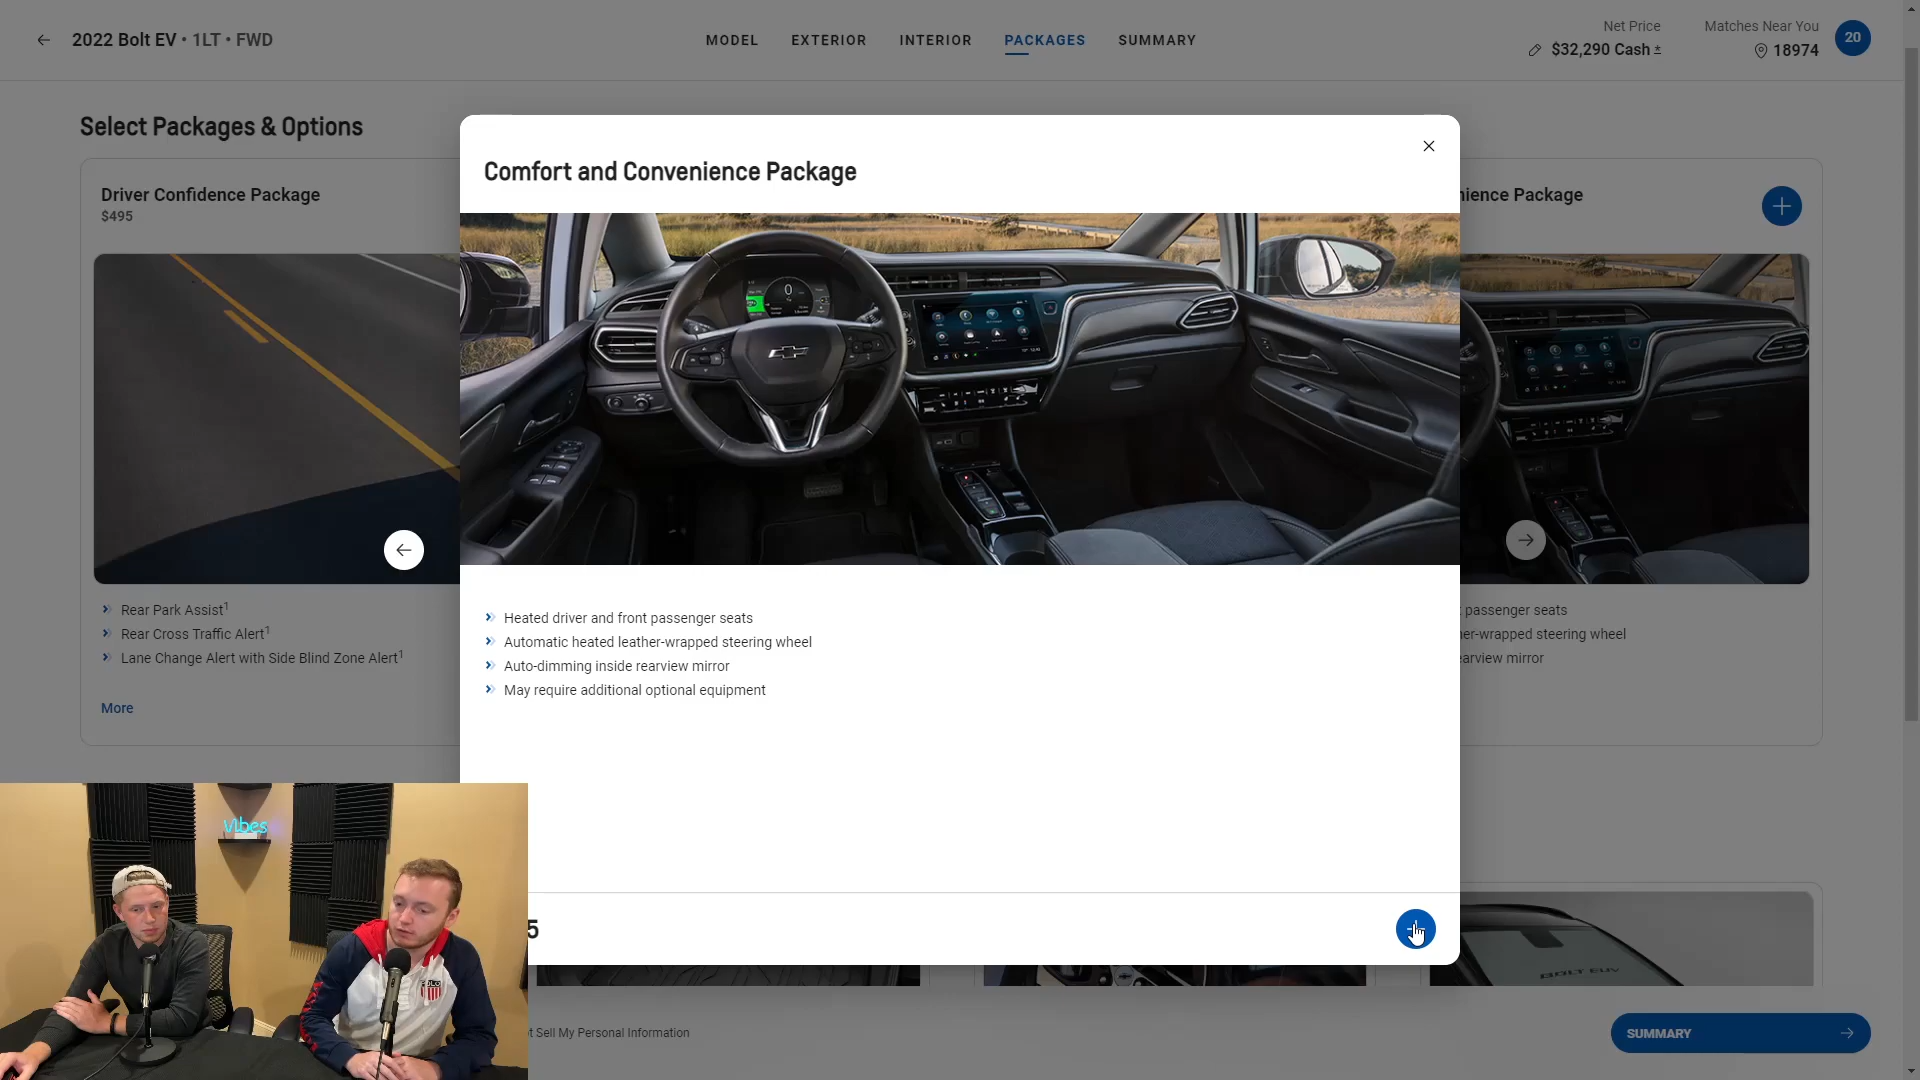 2022 Bolt EV • 1LT • FWD
MODEL
EXTERIOR
INTERIOR
PACKAGES
SUMMARY
Net Price
$32,290 Cash ±
Matches Near You
18974
20
Select Packages & Options
Driver Confidence Package
$495
Rear Park Assist1
Rear Cross Traffic Alert1
Lane Change Alert with Side Blind Zone Alert1
More
Comfort and Convenience Package
Heated driver and front passenger seats
Automatic heated leather-wrapped steering wheel
Auto-dimming inside rearview mirror
May require additional optional equipment
5
nience Package
passenger seats
er-wrapped steering wheel
earview mirror
Vibes
BOLT EUV
t Sell My Personal Information
SUMMARY